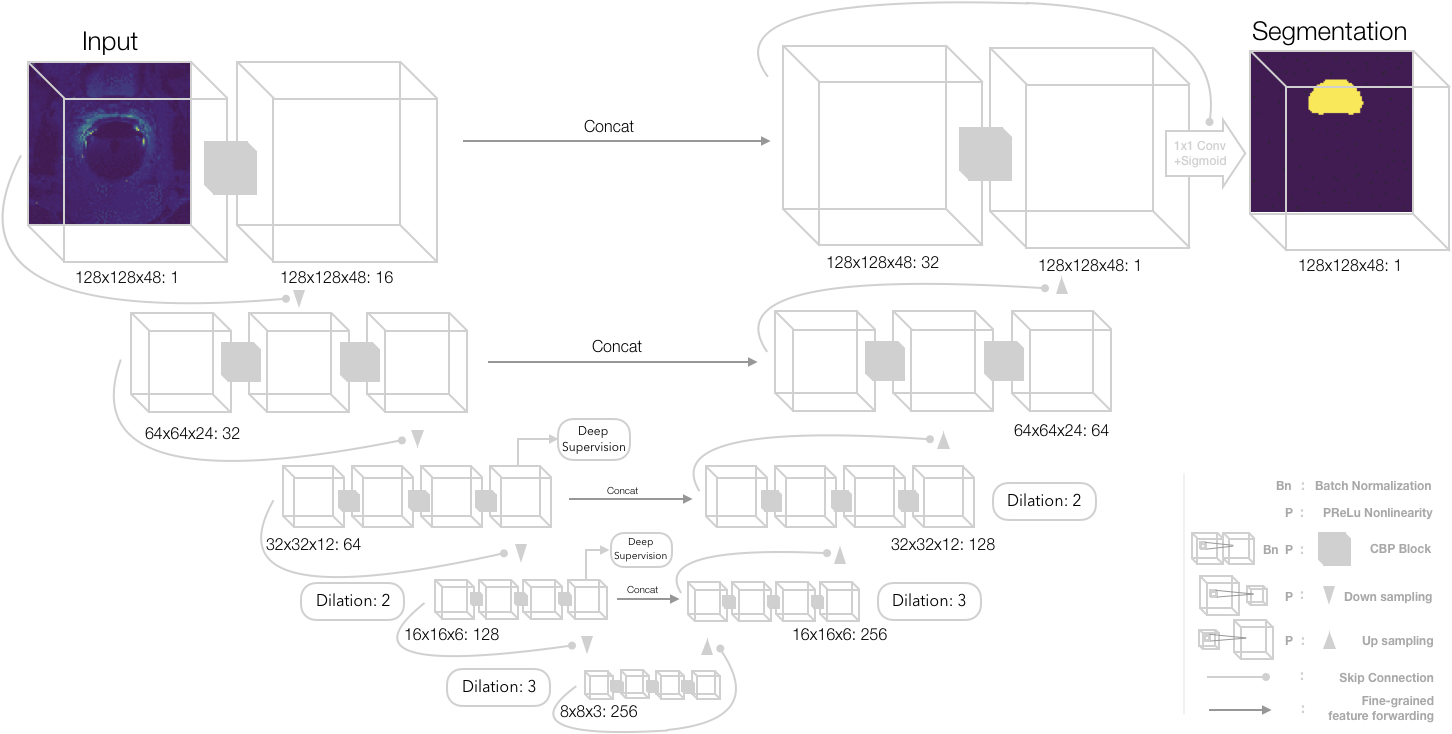 Input
Segmentation
Concat
1x1 Conv
+Sigmoid
128x128x48: 1
128x128x48: 16
128x128x48: 32
128x128x48: 1
128x128x48: 1
Concat
64x64x24: 32
64x64x24: 64
Deep
Supervision
Concat
Dilation: 2
32x32x12: 64
32x32x12: 128
Deep
Supervision
Concat
Dilation: 2
Dilation: 3
16x16x6: 128
16x16x6: 256
Dilation: 3
8x8x3: 256
Bn : Batch Normalization
P : PReLu Nonlinearity
Bn P : CBP Block
P : Down sampling
P : Up sampling
: Skip Connection
: Fine-grained
feature forwarding